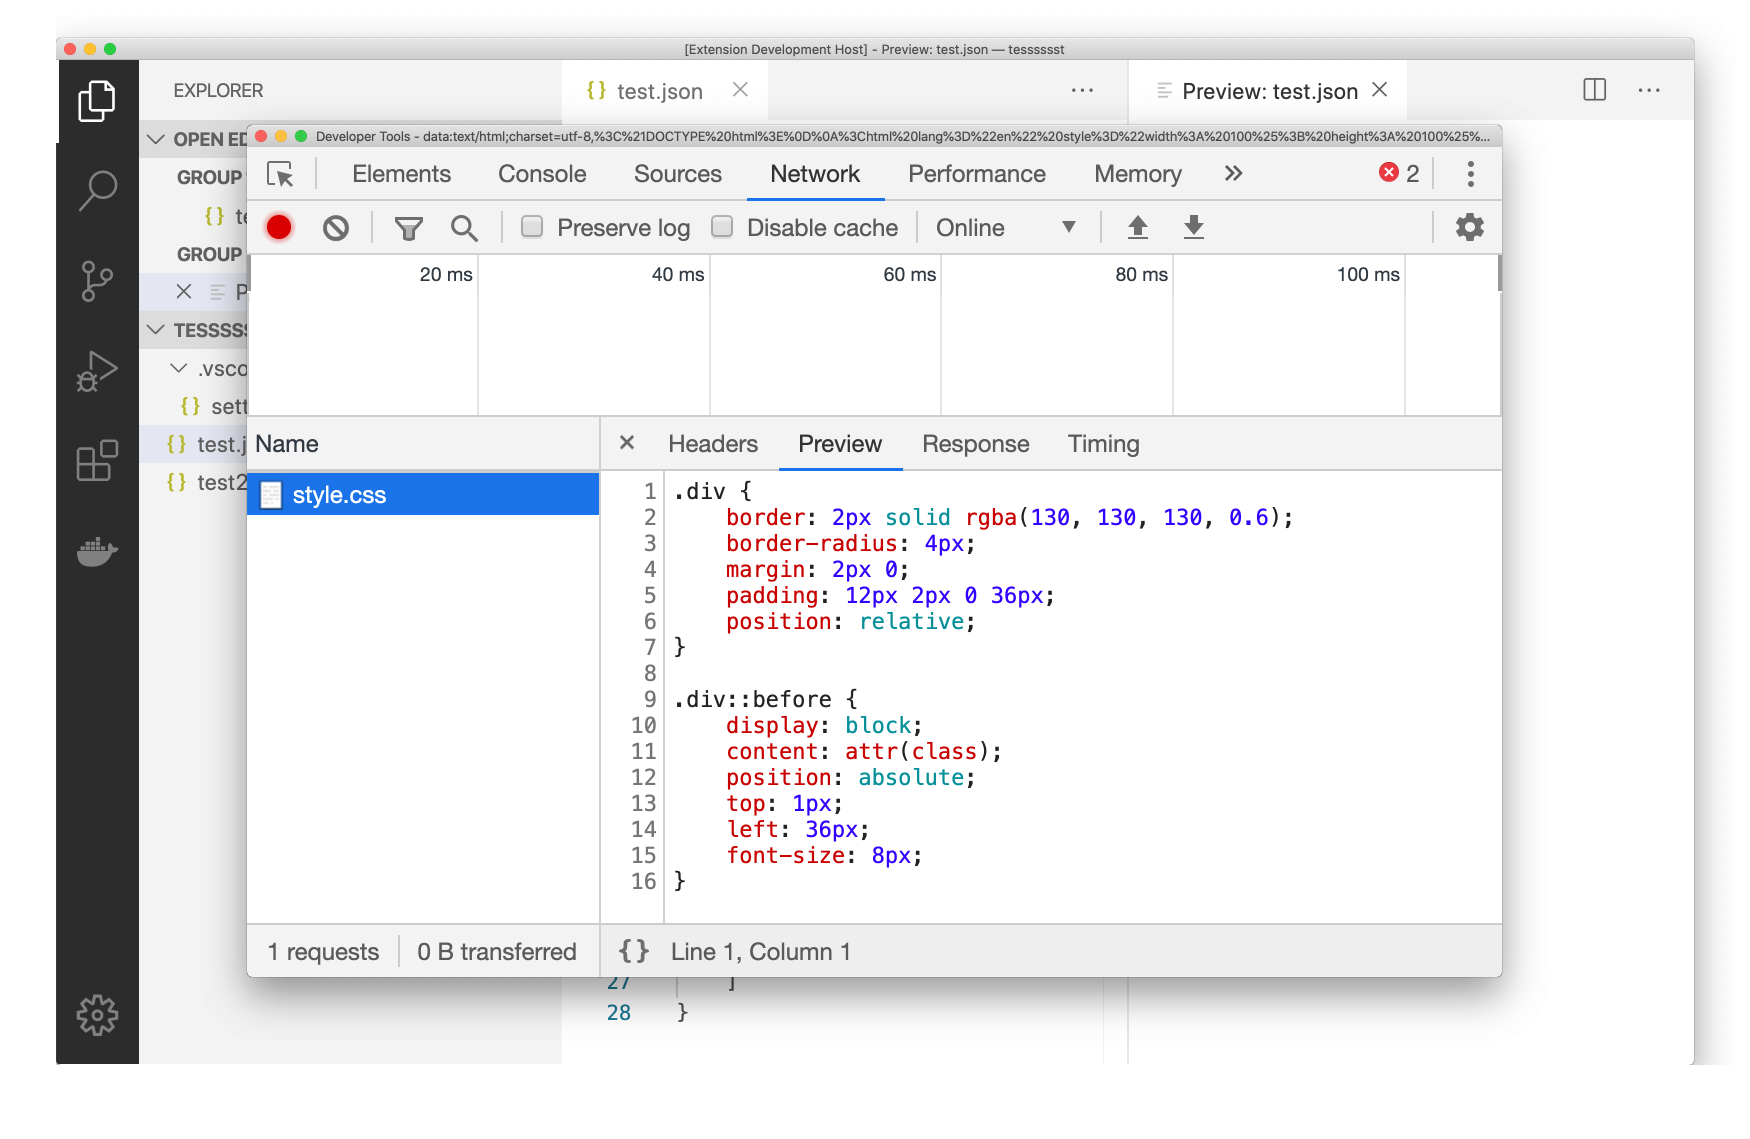 [Extension Development Host] - Preview: test.json — tesssssst
EXPLORER
{} test.json
Preview: test.json
OPEN ED
GROUP
{} te
GROUP
P
TESSSSS
.vsco
{} sett
{} test.j
{} test2
Developer Tools - data:text/html;charset=utf-8,%3C%21DOCTYPE%20html%3E%0D%0A%3Chtml%20lang%3D%22en%22%20style%3D%22width%3A%20100%25%3B%20height%3A%20100%25%...
Elements Console Sources Network Performance Memory » 2
Preserve log Disable cache Online
20 ms 40 ms 60 ms 80 ms 100 ms
Name
style.css
× Headers Preview Response Timing
1 .div {
2     border: 2px solid rgba(130, 130, 130, 0.6);
3     border-radius: 4px;
4     margin: 2px 0;
5     padding: 12px 2px 0 36px;
6     position: relative;
7 }
8
9 .div::before {
10     display: block;
11     content: attr(class);
12     position: absolute;
13     top: 1px;
14     left: 36px;
15     font-size: 8px;
16 }
1 requests 0 B transferred
{} Line 1, Column 1
27 ]
28 }